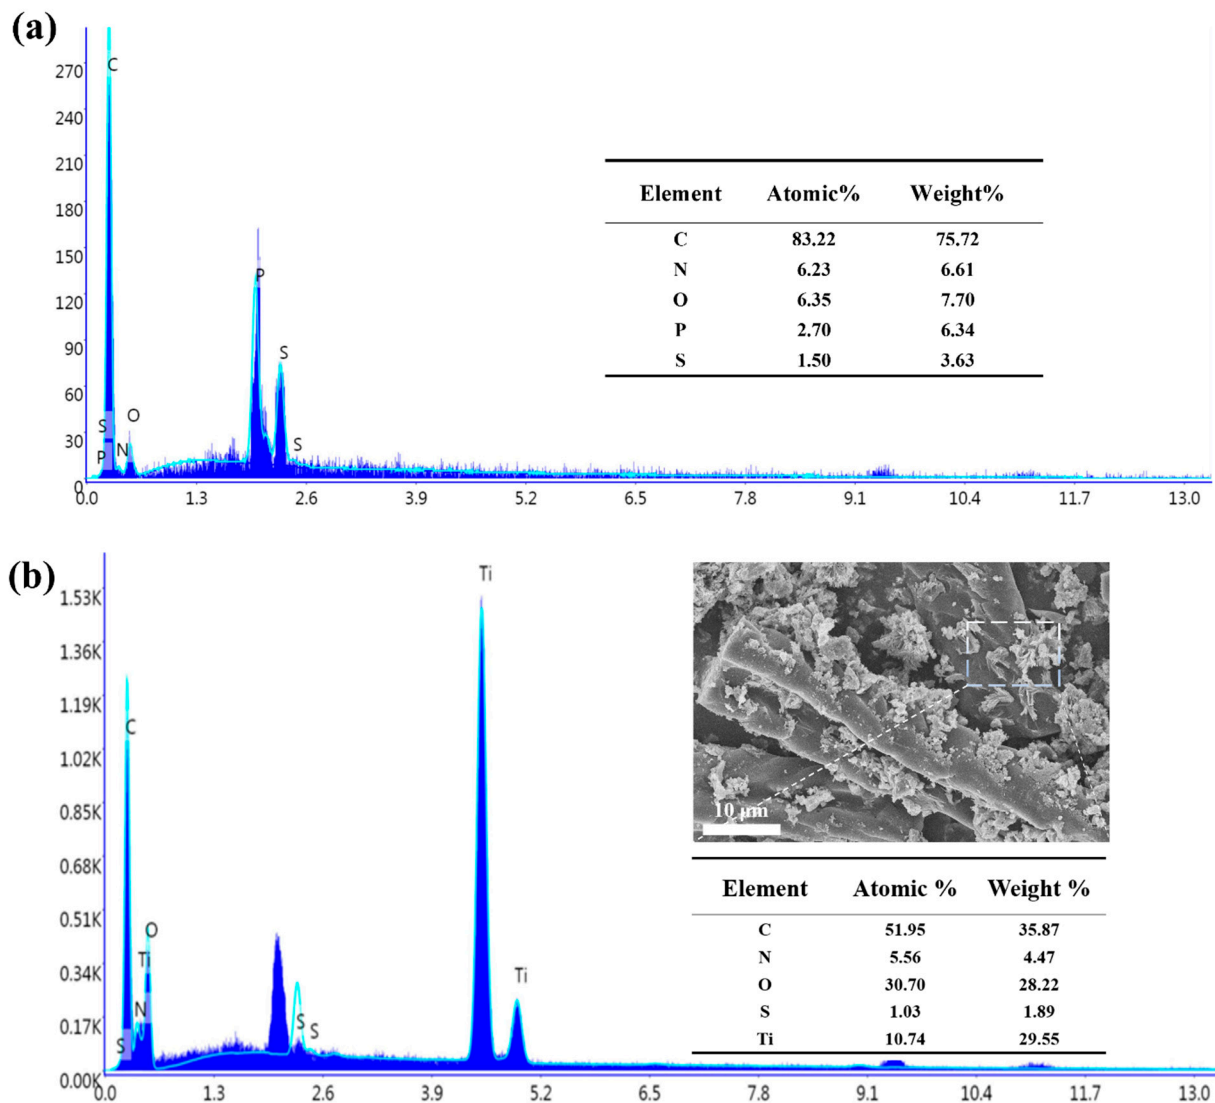 (a)
270
240
210
180
150
120
90
60
30
0
C
P
S
S
O
N
S
P
0.0 1.3 2.6 3.9 5.2 6.5 7.8 9.1 10.4 11.7 13.0
Element Atomic% Weight%
C 83.22 75.72
N 6.23 6.61
O 6.35 7.70
P 2.70 6.34
S 1.50 3.63
(b)
1.53K
1.36K
1.19K
1.02K
0.85K
0.68K
0.51K
0.34K
0.17K
0.00K
Ti
C
O
Ti
N
S
S
S
Ti
0.0 1.3 2.6 3.9 5.2 6.5 7.8 9.1 10.4 11.7 13.0
10 μm
Element Atomic % Weight %
C 51.95 35.87
N 5.56 4.47
O 30.70 28.22
S 1.03 1.89
Ti 10.74 29.55